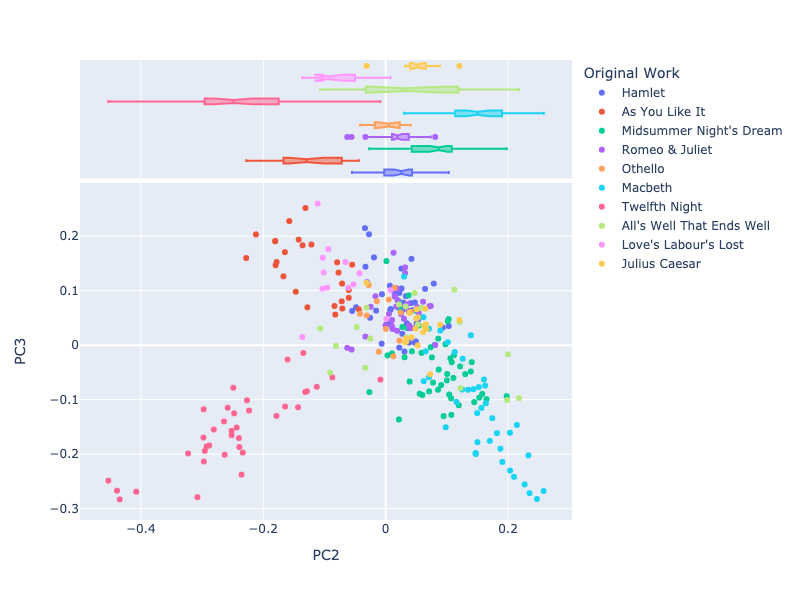 Original Work
Hamlet
As You Like It
Midsummer Night's Dream
Romeo & Juliet
Othello
Macbeth
Twelfth Night
All's Well That Ends Well
Love's Labour's Lost
Julius Caesar
0.2
0.1
0
−0.1
−0.2
−0.3
PC3
−0.4
−0.2
0
0.2
PC2